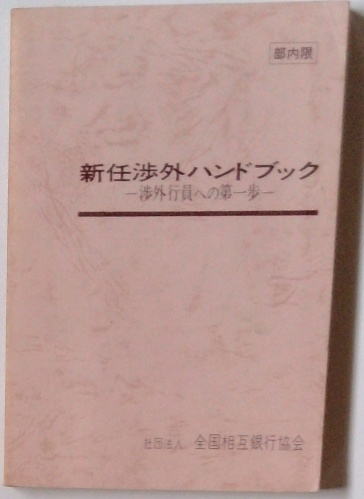 部内限
新任渉外ハンドブック
―渉外行員への第一歩―
社団法人 全国相互銀行協会